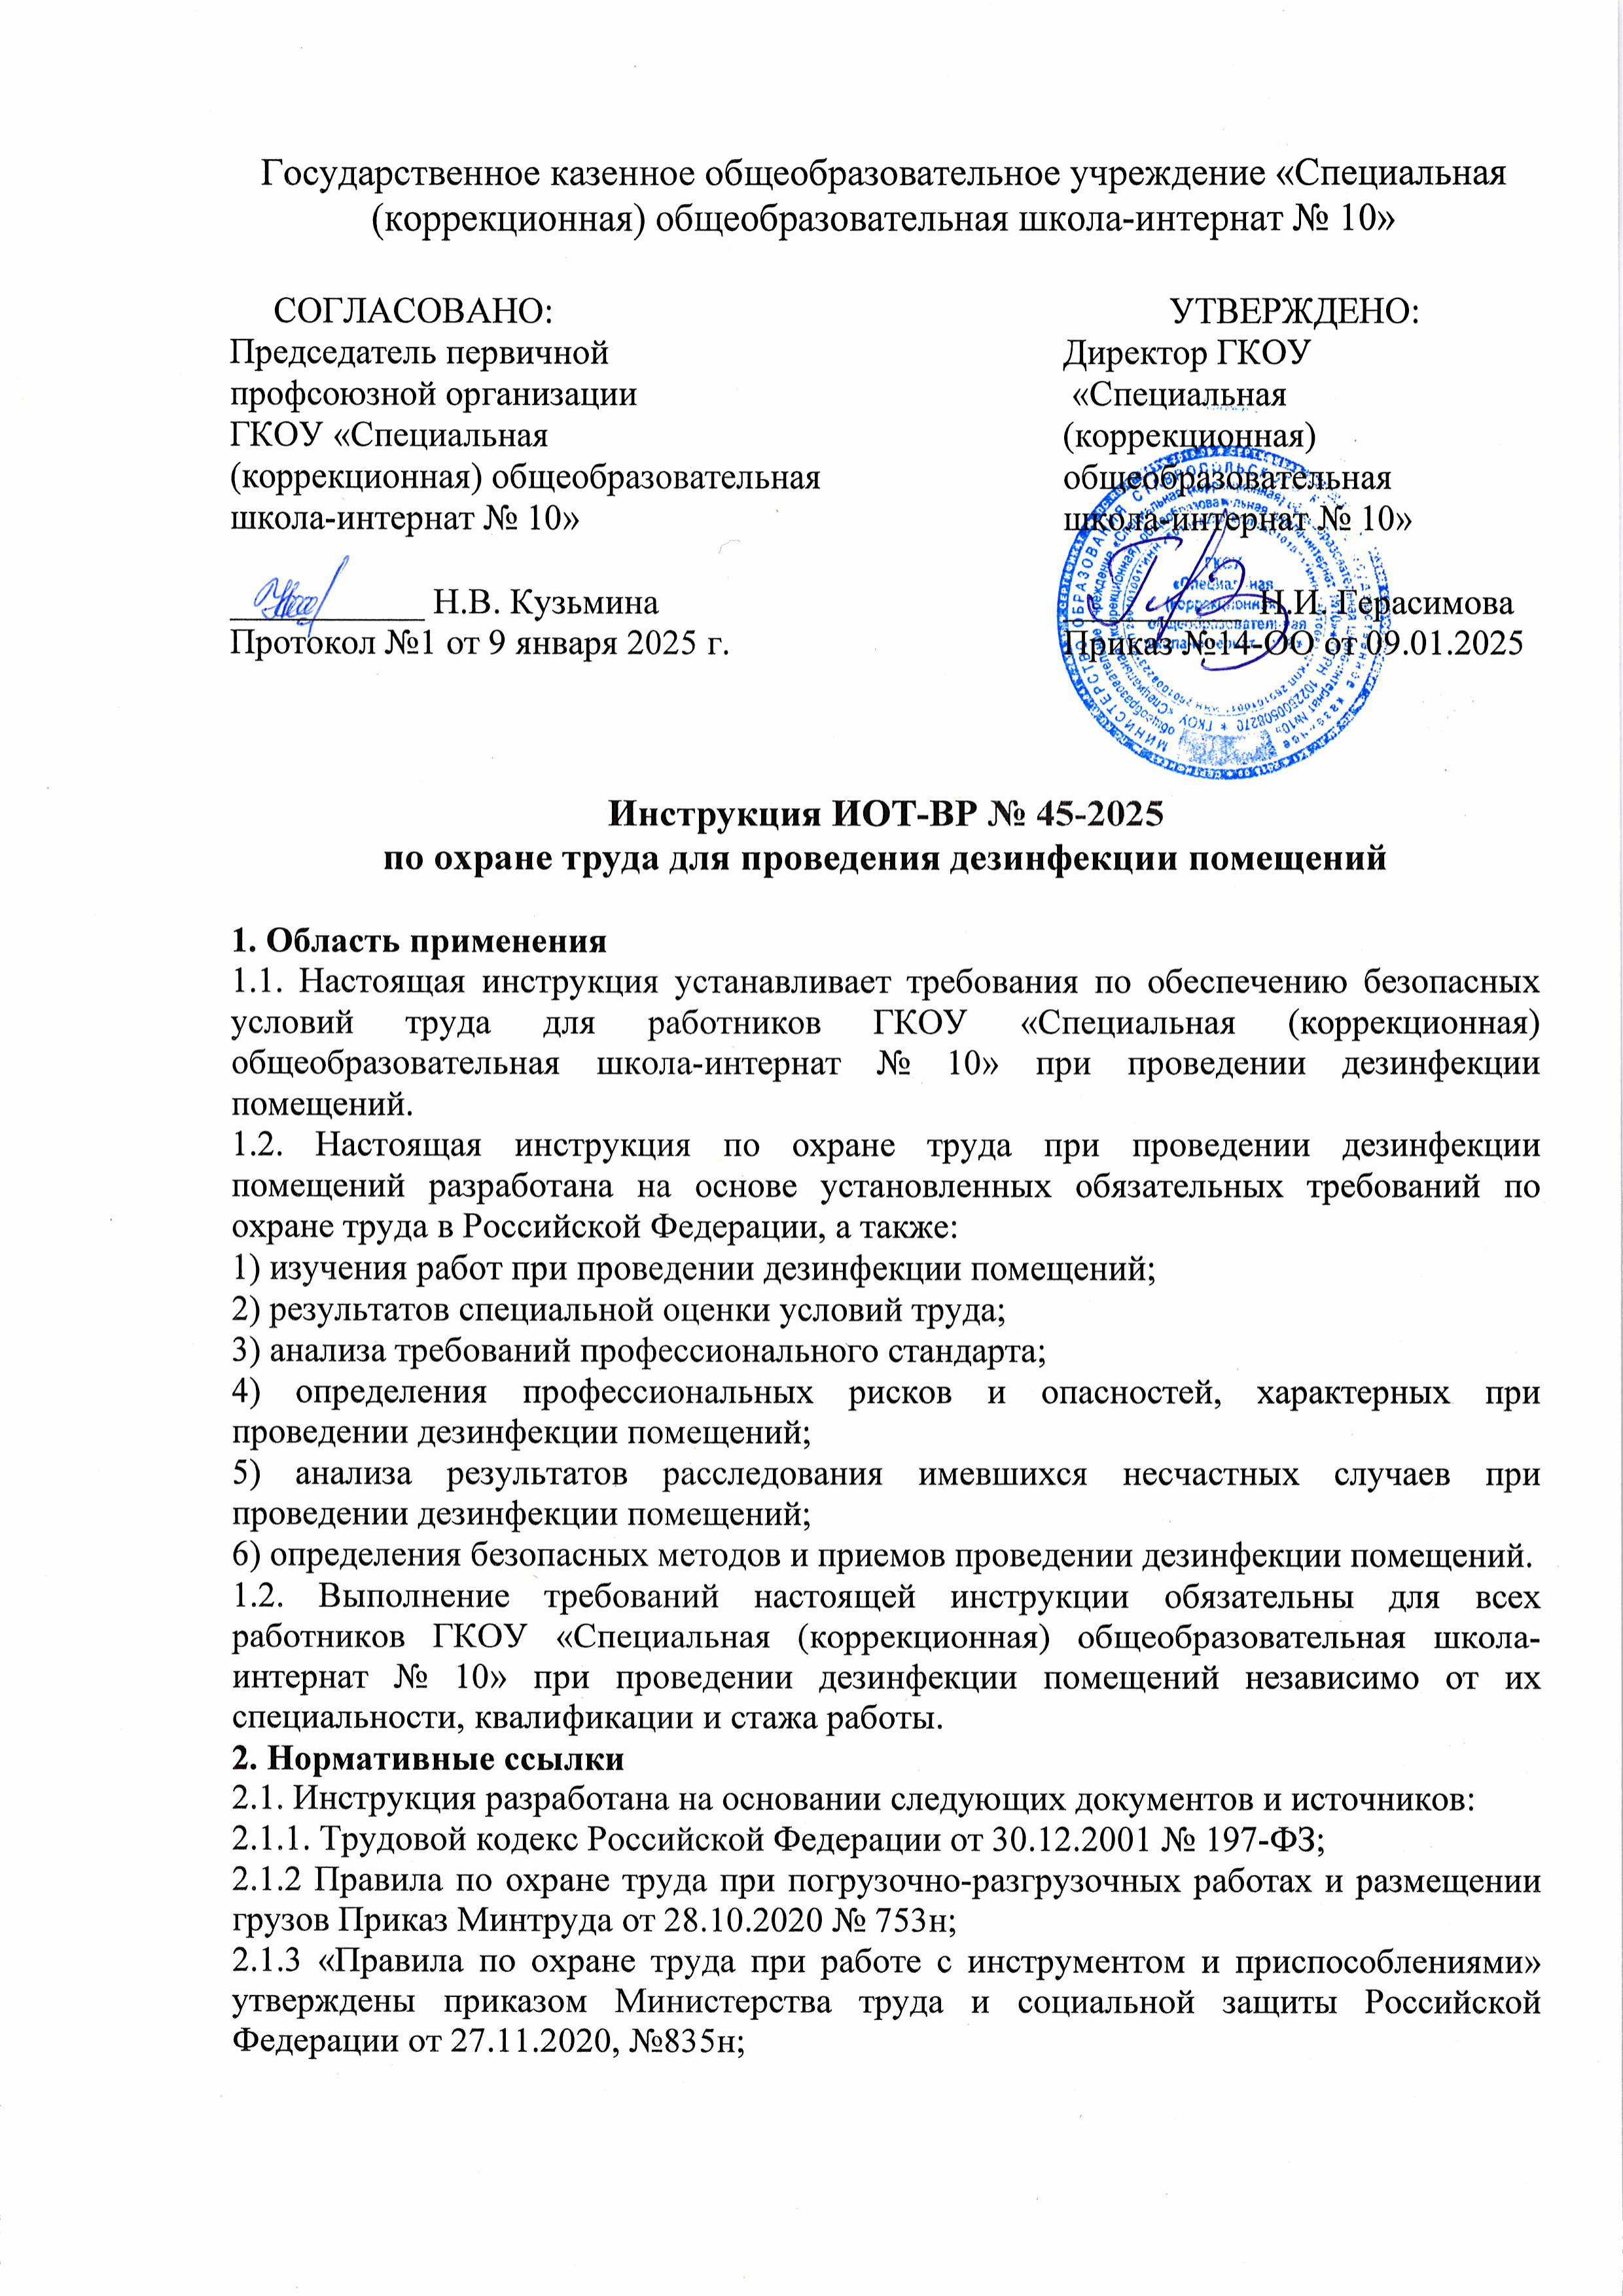 Государственное казенное общеобразовательное учреждение «Специальная
(коррекционная) общеобразовательная школа-интернат № 10»
СОГЛАСОВАНО:
Председатель первичной
профсоюзной организации
ГКОУ «Специальная
(коррекционная) общеобразовательная
школа-интернат № 10»
Н.В. Кузьмина
Протокол №1 от 9 января 2025 г.
УТВЕРЖДЕНО:
Директор ГКОУ
«Специальная
(коррекционная)
общеобразовательная
школа-интернат № 10»
Н.И. Герасимова
Приказ №14-ОО от 09.01.2025
Инструкция ИОТ-ВР № 45-2025
по охране труда для проведения дезинфекции помещений
1. Область применения
1.1. Настоящая инструкция устанавливает требования по обеспечению безопасных
условий труда для работников ГКОУ «Специальная (коррекционная)
общеобразовательная школа-интернат № 10» при проведении дезинфекции
помещений.
1.2. Настоящая инструкция по охране труда при проведении дезинфекции
помещений разработана на основе установленных обязательных требований по
охране труда в Российской Федерации, а также:
1) изучения работ при проведении дезинфекции помещений;
2) результатов специальной оценки условий труда;
3) анализа требований профессионального стандарта;
4) определения профессиональных рисков и опасностей, характерных при
проведении дезинфекции помещений;
5) анализа результатов расследования имевшихся несчастных случаев при
проведении дезинфекции помещений;
6) определения безопасных методов и приемов проведении дезинфекции помещений.
1.2. Выполнение требований настоящей инструкции обязательны для всех
работников ГКОУ «Специальная (коррекционная) общеобразовательная школа-
интернат № 10» при проведении дезинфекции помещений независимо от их
специальности, квалификации и стажа работы.
2. Нормативные ссылки
2.1. Инструкция разработана на основании следующих документов и источников:
2.1.1. Трудовой кодекс Российской Федерации от 30.12.2001 № 197-ФЗ;
2.1.2 Правила по охране труда при погрузочно-разгрузочных работах и размещении
грузов Приказ Минтруда от 28.10.2020 № 753н;
2.1.3 «Правила по охране труда при работе с инструментом и приспособлениями»
утверждены приказом Министерства труда и социальной защиты Российской
Федерации от 27.11.2020, №835н;